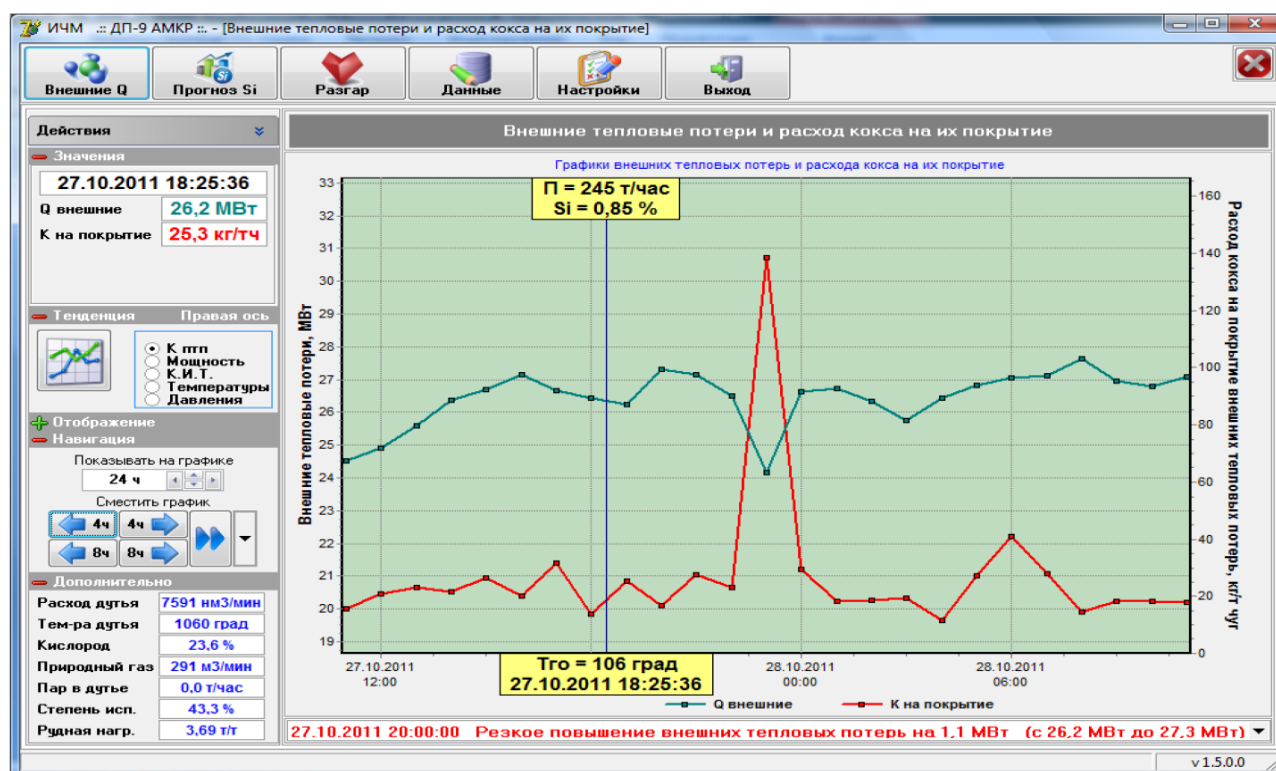 ИЧМ .:: ДП-9 АМКР ::. - [Внешние тепловые потери и расход кокса на их покрытие]
Внешние Q
Прогноз Si
Разгар
Данные
Настройки
Выход
Действия
Значения
27.10.2011 18:25:36
Q внешние 26,2 МВт
К на покрытие 25,3 кг/тч
Тенденция Правая ось
К птп
Мощность
К.И.Т.
Температуры
Давления
Отображение
Навигация
Показывать на графике
24 ч
Сместить график
4ч 4ч
8ч 8ч
Дополнительно
Расход дутья 7591 нм3/мин
Тем-ра дутья 1060 град
Кислород 23,6 %
Природный газ 291 м3/мин
Пар в дутье 0,0 т/час
Степень исп. 43,3 %
Рудная нагр. 3,69 т/т
Внешние тепловые потери и расход кокса на их покрытие
Графики внешних тепловых потерь и расхода кокса на их покрытие
П = 245 т/час
Si = 0,85 %
Внешние тепловые потери, МВт
33
32
31
30
29
28
27
26
25
24
23
22
21
20
19
160
140
120
100
80
60
40
20
0
Расход кокса на покрытие внешних тепловых потерь, кг/т чуг
27.10.2011
12:00
Тго = 106 град
27.10.2011 18:25:36
28.10.2011
00:00
28.10.2011
06:00
Q внешние К на покрытие
27.10.2011 20:00:00 Резкое повышение внешних тепловых потерь на 1,1 МВт (с 26,2 МВт до 27,3 МВт)
v 1.5.0.0